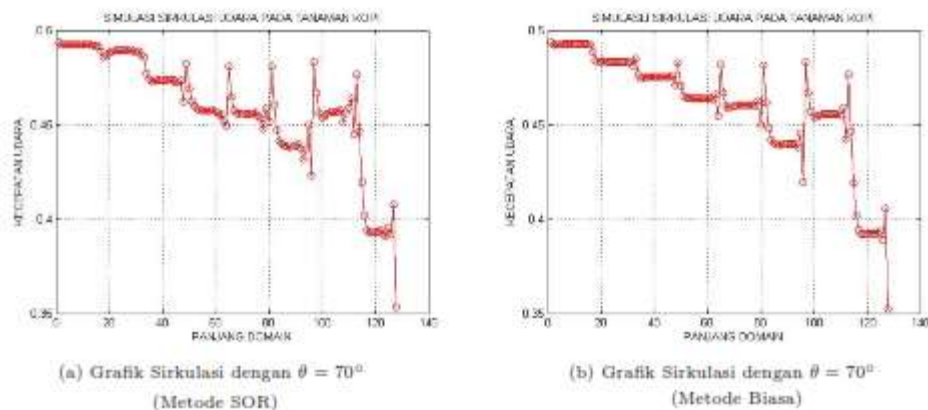 SIMULASI SIRKULASI UDARA PADA TANAMAN KOPI
0.5
0.45
0.4
0.35
KECEPATAN UDARA
0 20 40 60 80 100 120 140
PANJANG DOMAIN
(a) Grafik Sirkulasi dengan θ = 70°
(Metode SOR)
SIMULASI SIRKULASI UDARA PADA TANAMAN KOPI
0.5
0.45
0.4
0.35
KECEPATAN UDARA
0 20 40 60 80 100 120 140
PANJANG DOMAIN
(b) Grafik Sirkulasi dengan θ = 70°
(Metode Biasa)